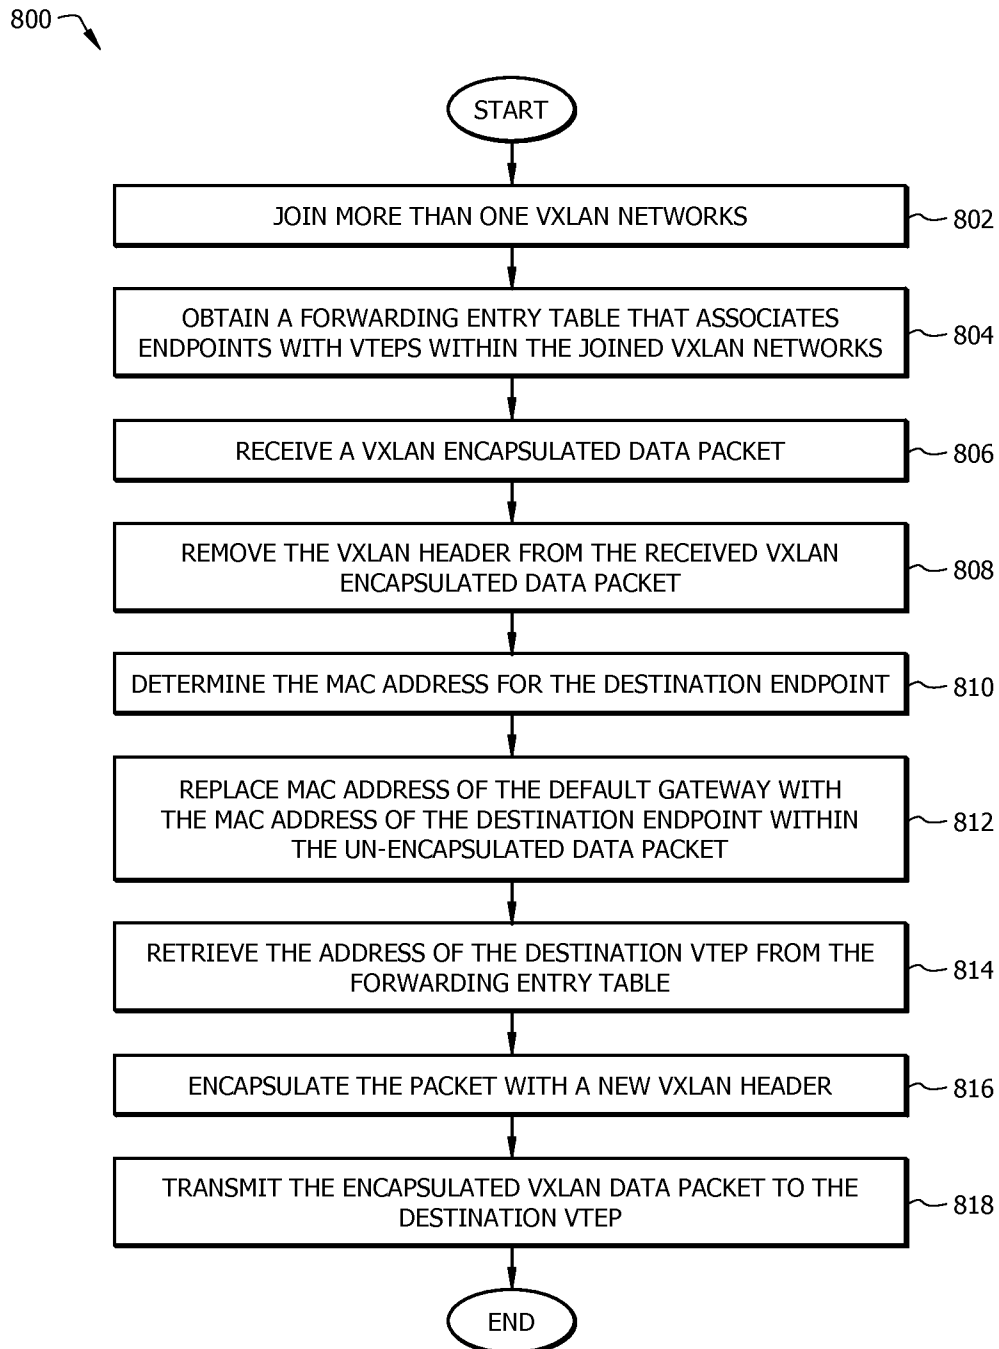 800
START
JOIN MORE THAN ONE VXLAN NETWORKS
802
OBTAIN A FORWARDING ENTRY TABLE THAT ASSOCIATES
ENDPOINTS WITH VTEPS WITHIN THE JOINED VXLAN NETWORKS
804
RECEIVE A VXLAN ENCAPSULATED DATA PACKET
806
REMOVE THE VXLAN HEADER FROM THE RECEIVED VXLAN
ENCAPSULATED DATA PACKET
808
DETERMINE THE MAC ADDRESS FOR THE DESTINATION ENDPOINT
810
REPLACE MAC ADDRESS OF THE DEFAULT GATEWAY WITH
THE MAC ADDRESS OF THE DESTINATION ENDPOINT WITHIN
THE UN-ENCAPSULATED DATA PACKET
812
RETRIEVE THE ADDRESS OF THE DESTINATION VTEP FROM THE
FORWARDING ENTRY TABLE
814
ENCAPSULATE THE PACKET WITH A NEW VXLAN HEADER
816
TRANSMIT THE ENCAPSULATED VXLAN DATA PACKET TO THE
DESTINATION VTEP
818
END